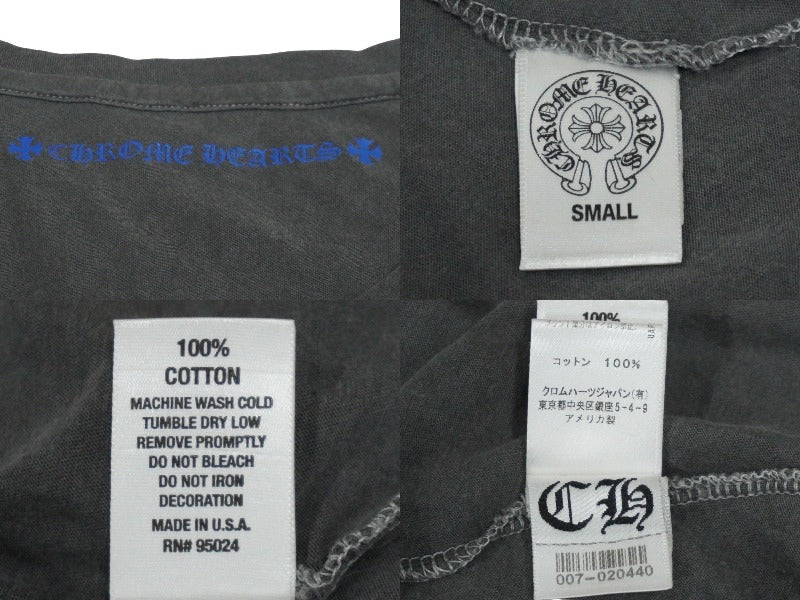 CHROME HEARTS
CHROME HEARTS
SMALL
100%
COTTON
MACHINE WASH COLD
TUMBLE DRY LOW
REMOVE PROMPTLY
DO NOT BLEACH
DO NOT IRON
DECORATION
MADE IN U.S.A.
RN# 95024
100%
コットン 100%
クロムハーツジャパン(有)
東京都中央区銀座5-4-9
アメリカ製
CH
007-020440